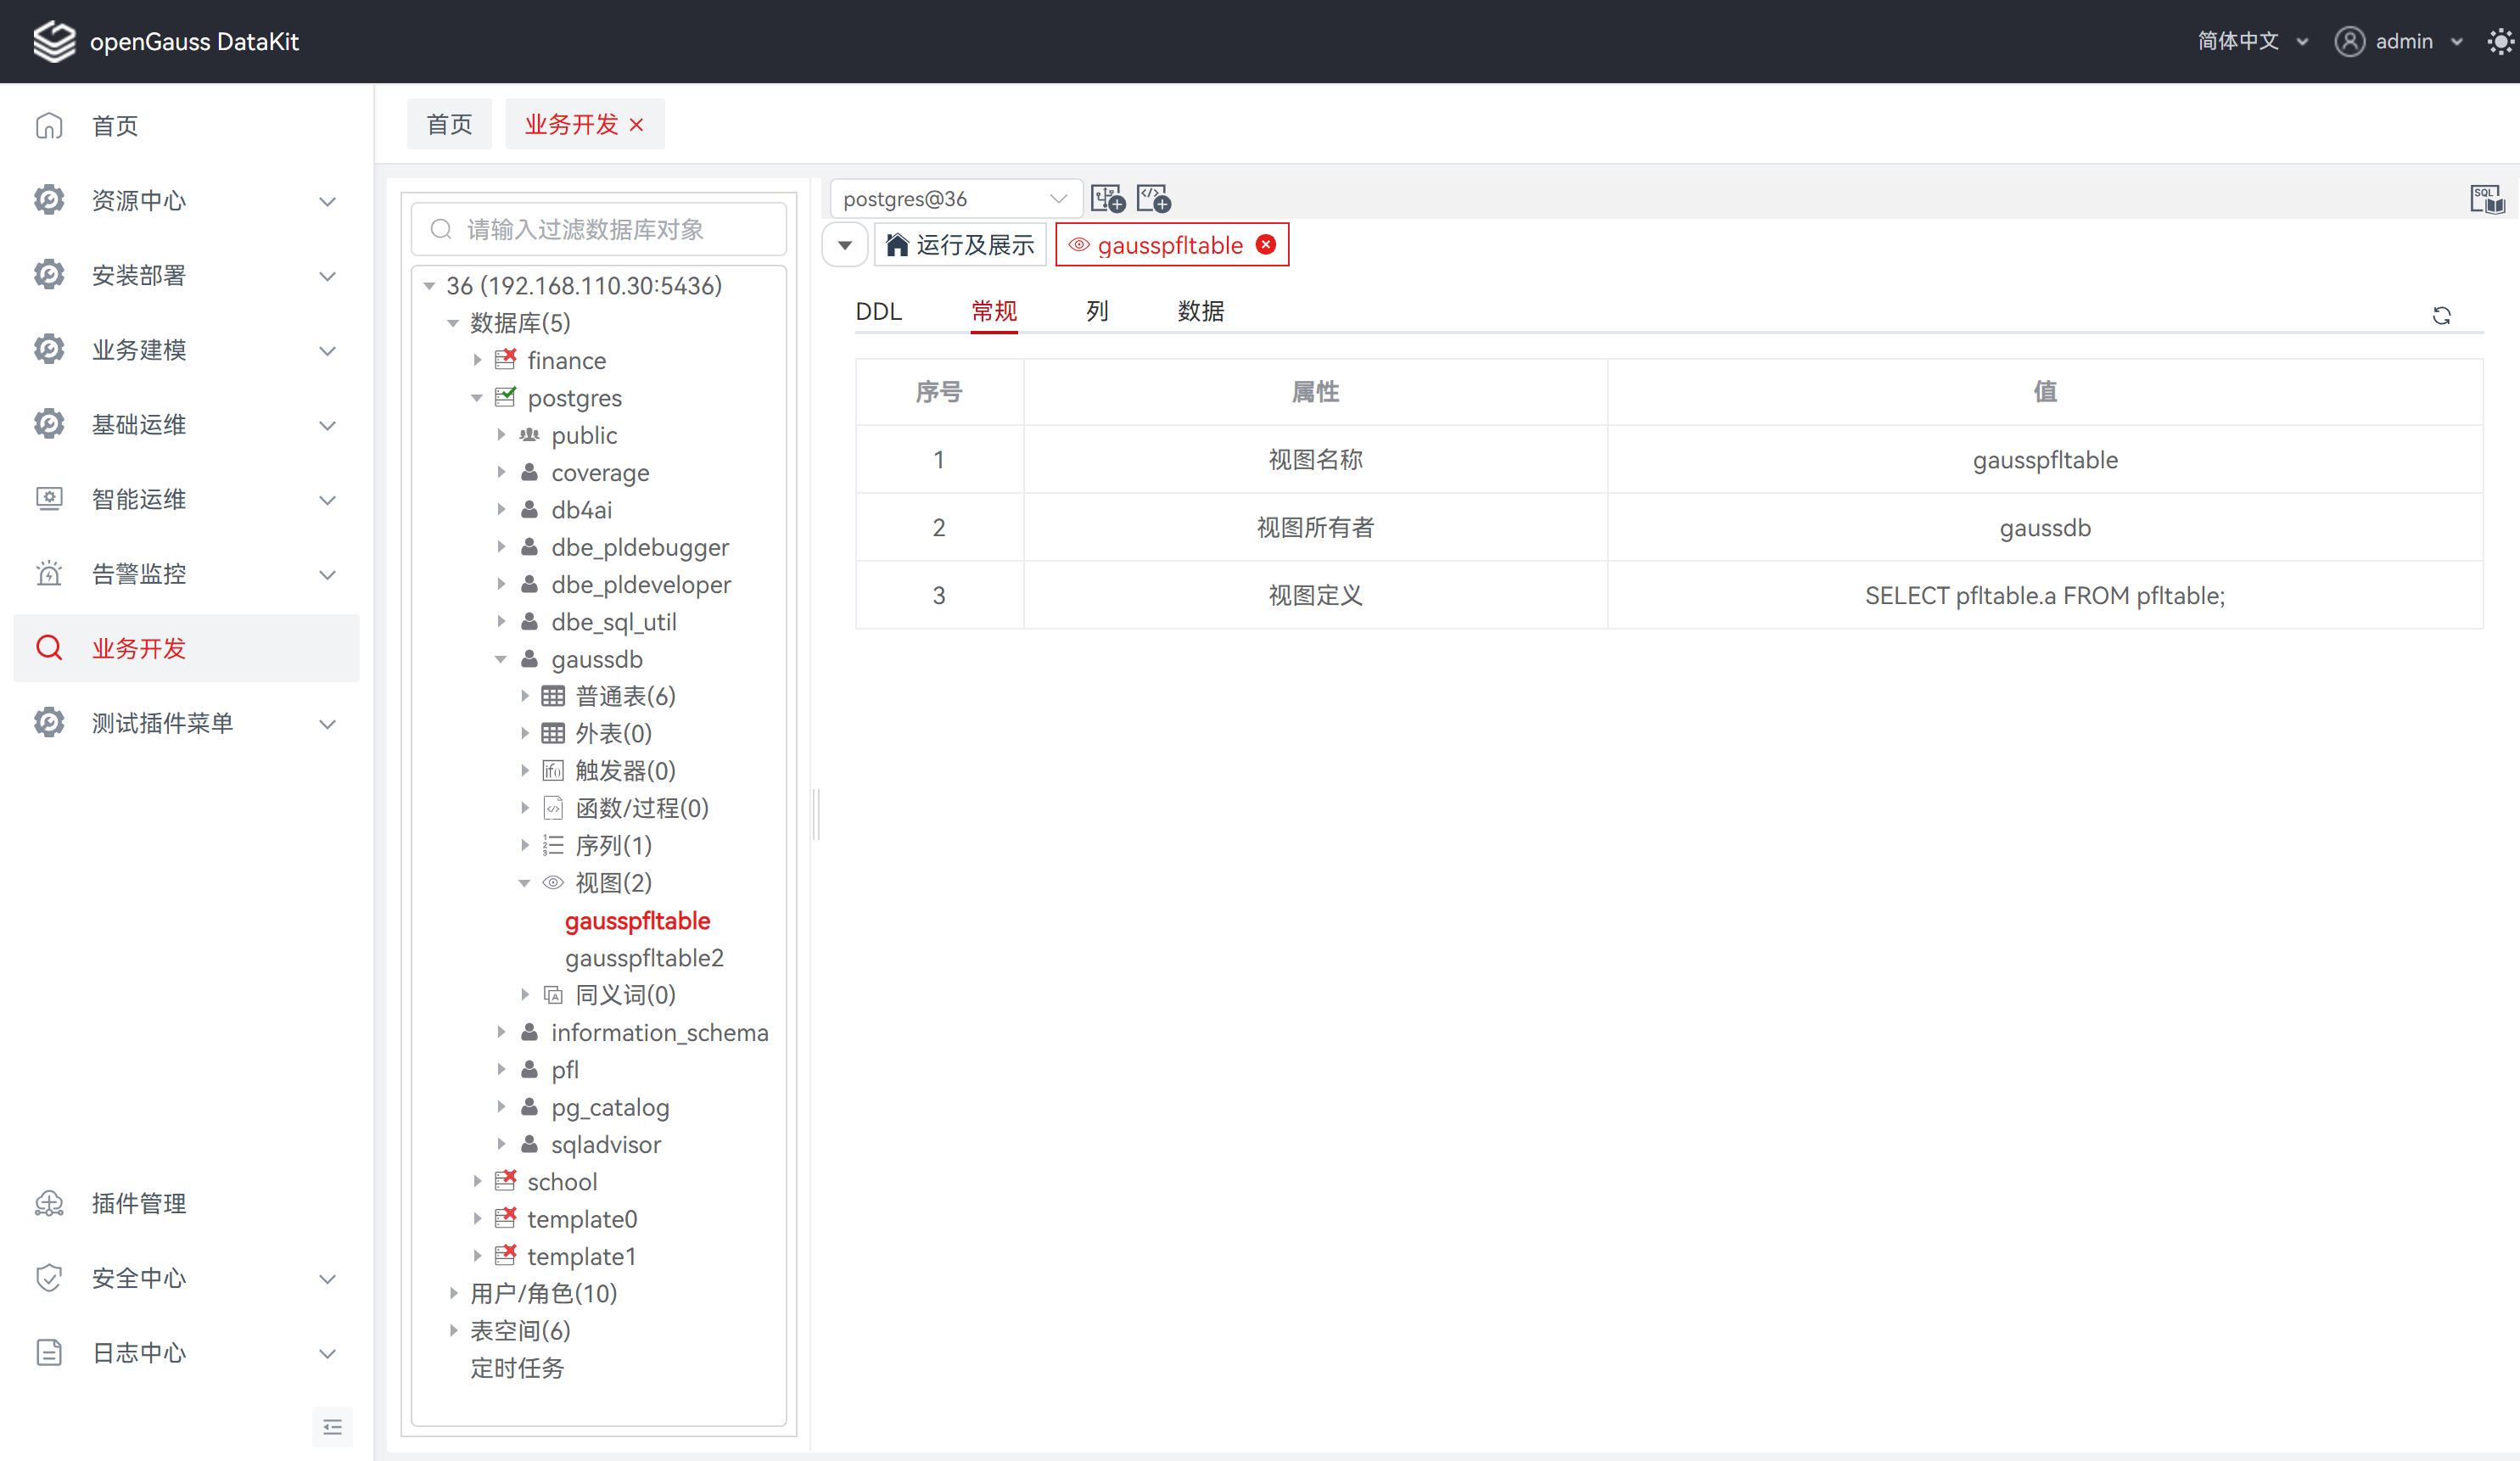 openGauss DataKit
简体中文
admin
首页
资源中心
安装部署
业务建模
基础运维
智能运维
告警监控
业务开发
测试插件菜单
插件管理
安全中心
日志中心
首页
业务开发
请输入过滤数据库对象
36 (192.168.110.30:5436)
数据库(5)
finance
postgres
public
coverage
db4ai
dbe_pldebugger
dbe_pldeveloper
dbe_sql_util
gaussdb
普通表(6)
外表(0)
触发器(0)
函数/过程(0)
序列(1)
视图(2)
gausspfltable
gausspfltable2
同义词(0)
information_schema
pfl
pg_catalog
sqladvisor
school
template0
template1
用户/角色(10)
表空间(6)
定时任务
postgres@36
SQL
运行及展示
gausspfltable
DDL 常规 列 数据
序号 属性 值
1 视图名称 gausspfltable
2 视图所有者 gaussdb
3 视图定义 SELECT pfltable.a FROM pfltable;